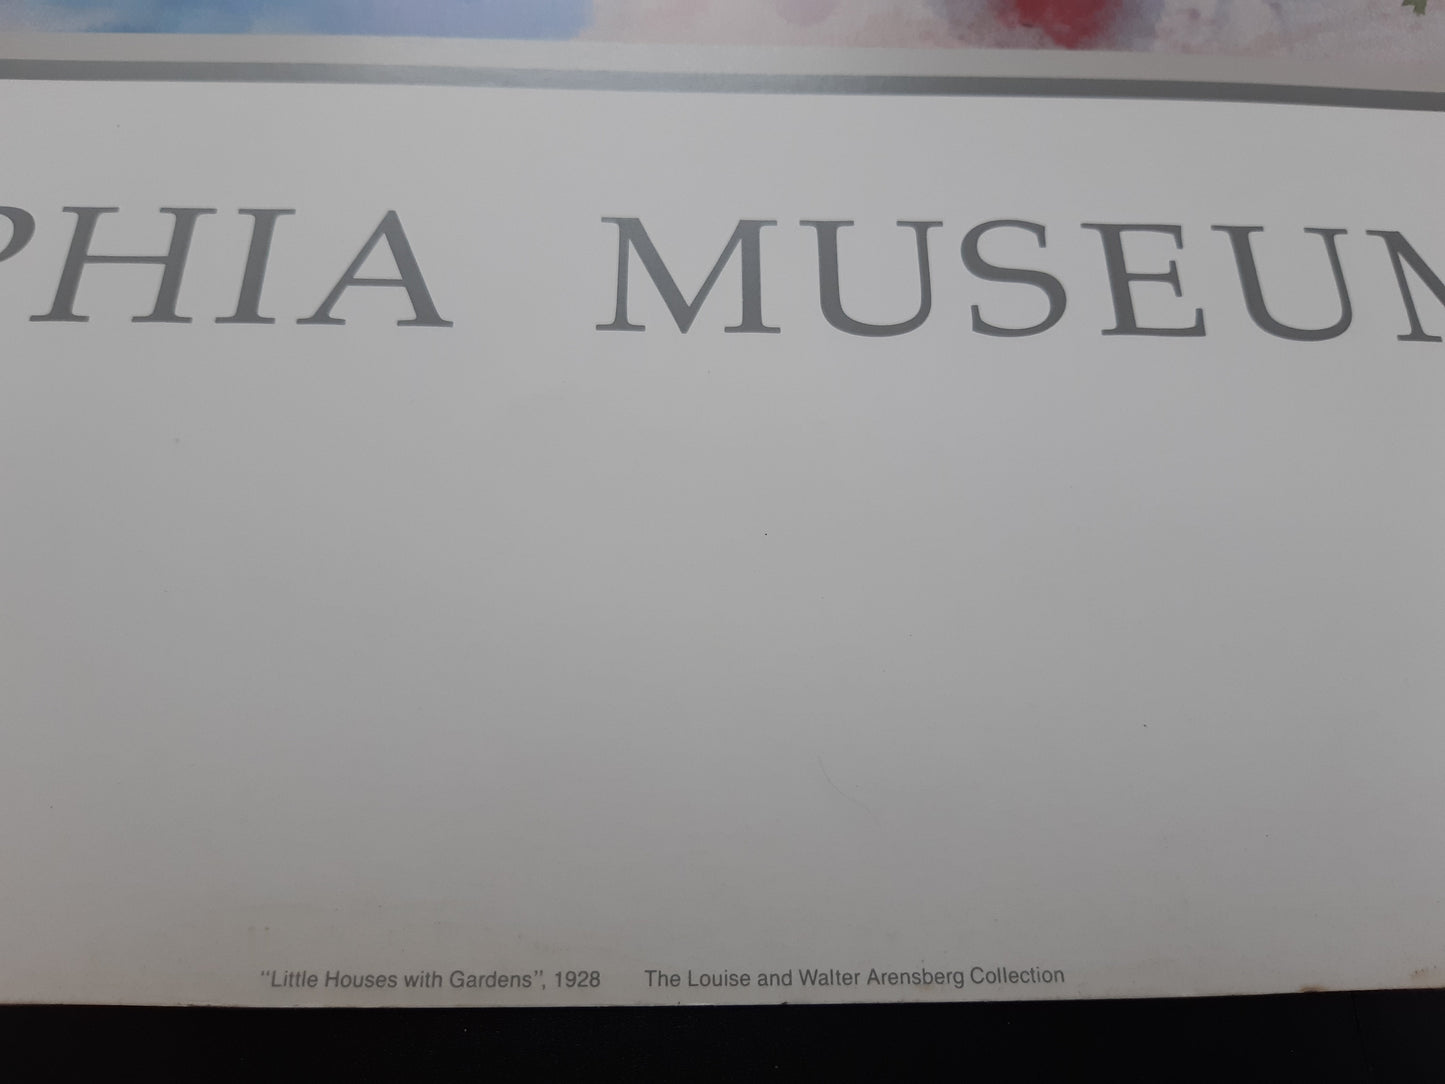 PHIA MUSEUM
"Little Houses with Gardens", 1928 The Louise and Walter Arensberg Collection